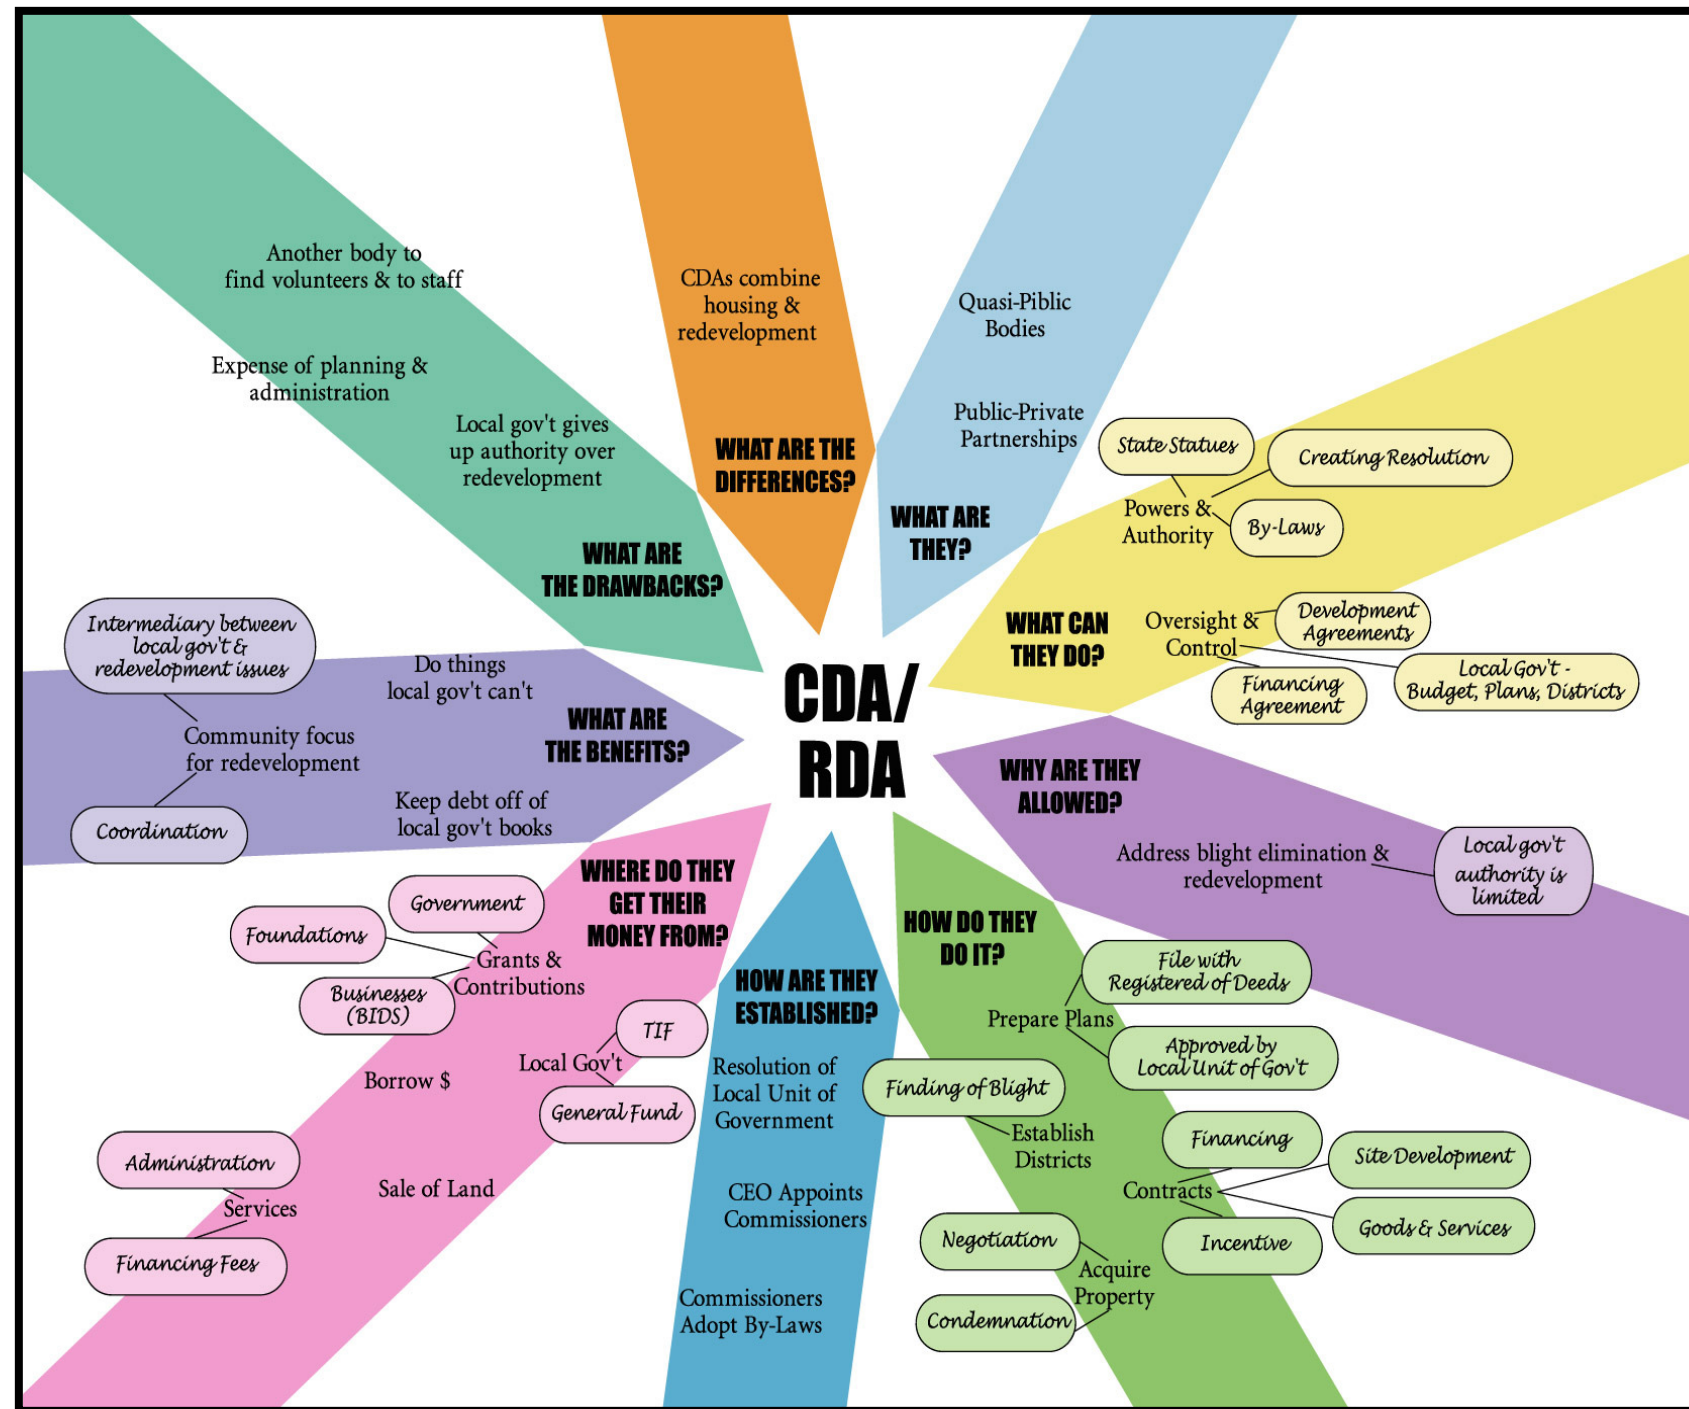 CDA/
RDA
WHAT ARE
THE DRAWBACKS?
Another body to
find volunteers & to staff
Expense of planning &
administration
Local gov't gives
up authority over
redevelopment
WHAT ARE THE
DIFFERENCES?
CDAs combine
housing &
redevelopment
WHAT ARE
THEY?
Quasi-Piblic
Bodies
Public-Private
Partnerships
WHAT CAN
THEY DO?
Powers &
Authority
State Statues
Creating Resolution
By-Laws
Oversight &
Control
Development
Agreements
Local Gov't -
Budget, Plans, Districts
Financing
Agreement
WHY ARE THEY
ALLOWED?
Address blight elimination &
redevelopment
Local gov't
authority is
limited
HOW DO THEY
DO IT?
Prepare Plans
File with
Registered of Deeds
Approved by
Local Unit of Gov't
Finding of Blight
Establish
Districts
Contracts
Financing
Site Development
Goods & Services
Incentive
Acquire
Property
Negotiation
Condemnation
HOW ARE THEY
ESTABLISHED?
Resolution of
Local Unit of
Government
CEO Appoints
Commissioners
Commissioners
Adopt By-Laws
WHERE DO THEY
GET THEIR
MONEY FROM?
Government
Foundations
Businesses
(BIDS)
Grants &
Contributions
TIF
Local Gov't
General Fund
Borrow $
Sale of Land
Administration
Services
Financing Fees
WHAT ARE
THE BENEFITS?
Do things
local gov't can't
Intermediary between
local gov't &
redevelopment issues
Community focus
for redevelopment
Coordination
Keep debt off of
local gov't books